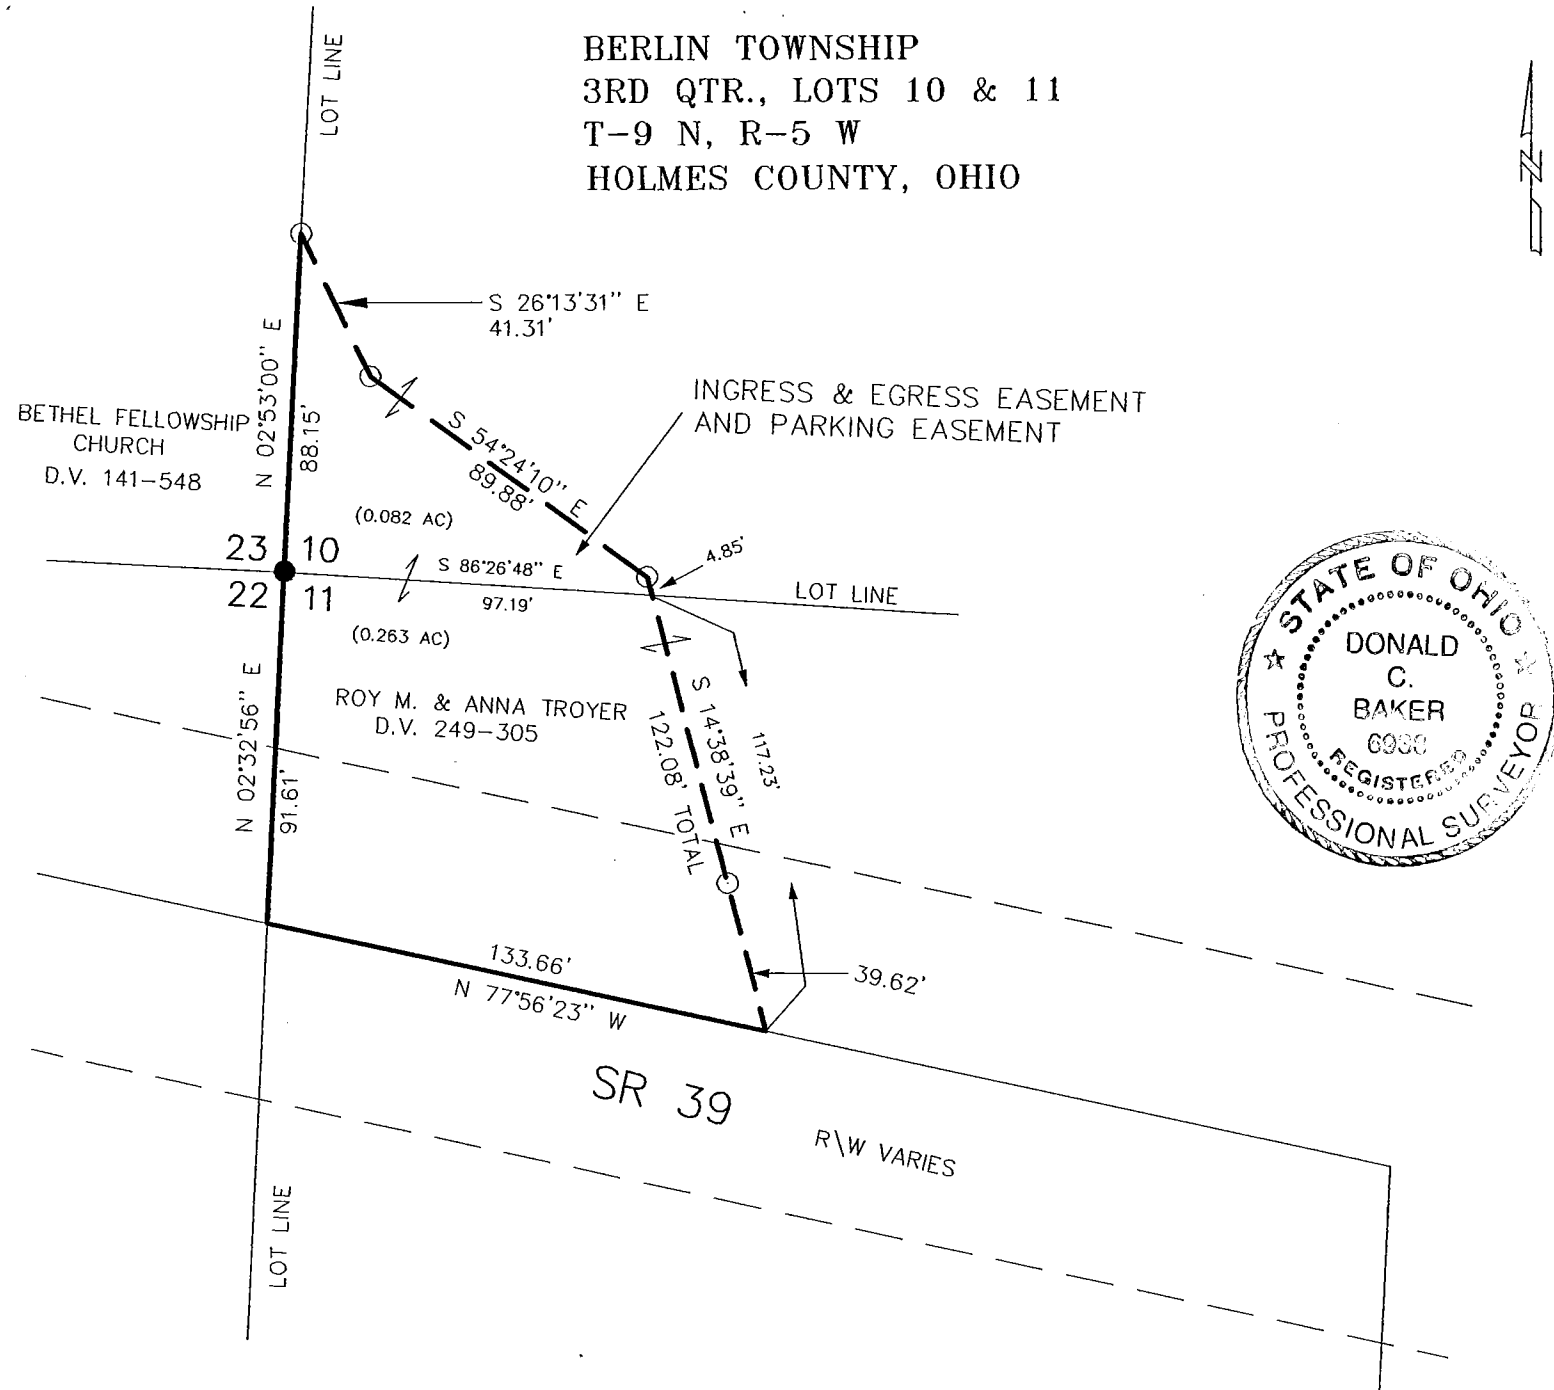 BERLIN TOWNSHIP
3RD QTR., LOTS 10 & 11
T-9 N, R-5 W
HOLMES COUNTY, OHIO
LOT LINE
N
S 26°13'31" E
41.31'
INGRESS & EGRESS EASEMENT
AND PARKING EASEMENT
BETHEL FELLOWSHIP
CHURCH
D.V. 141-548
N 02°53'00" E
88.15'
S 54°24'10" E
89.88'
(0.082 AC)
23 10
22 11
S 86°26'48" E
97.19'
4.85'
LOT LINE
(0.263 AC)
ROY M. & ANNA TROYER
D.V. 249-305
N 02°32'56" E
91.61'
S 14°38'39" E
122.08' TOTAL
117.23'
39.62'
133.66'
N 77°56'23" W
SR 39
R\W VARIES
LOT LINE
STATE OF OHIO
DONALD
C.
BAKER
REGISTERED
PROFESSIONAL SURVEYOR